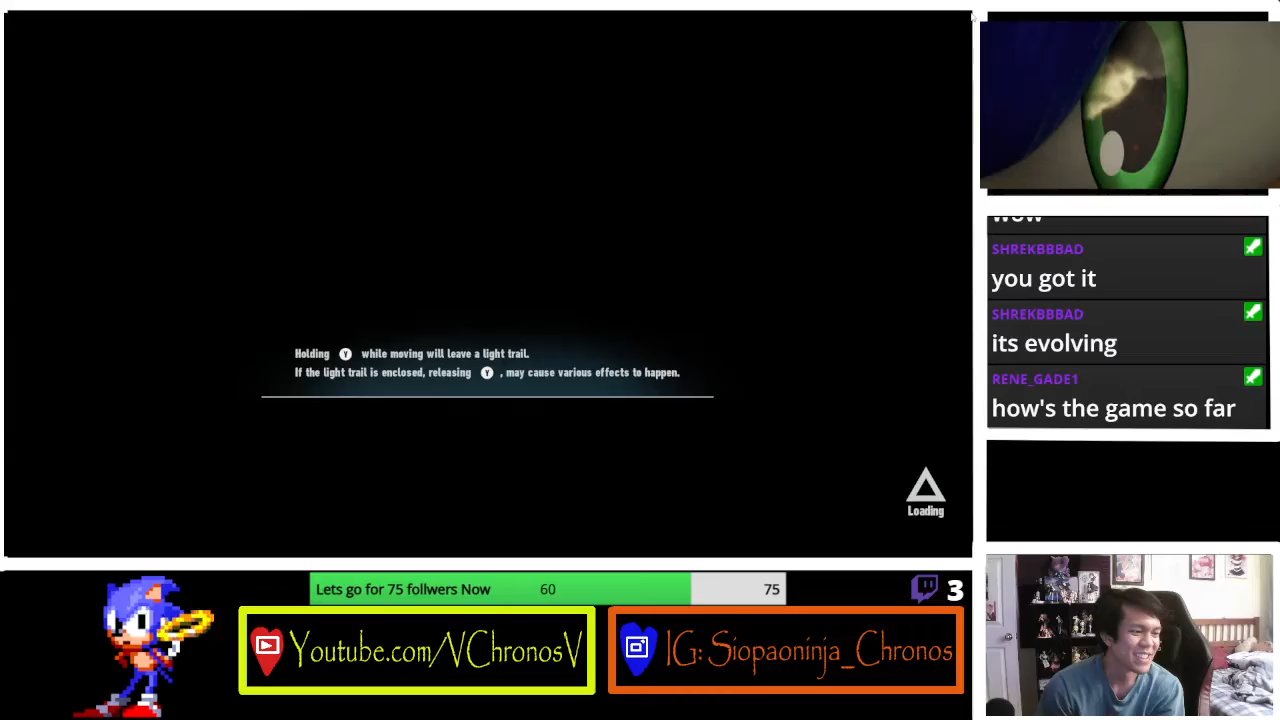 Holding Y while moving will leave a light trail.
If the light trail is enclosed, releasing Y , may cause various effects to happen.
Loading
wow
SHREKBBBAD
you got it
SHREKBBBAD
its evolving
RENE_GADE1
how's the game so far
Lets go for 75 follwers Now 60 75
3
Youtube.com/VChronosV
IG: Siopaoninja_Chronos